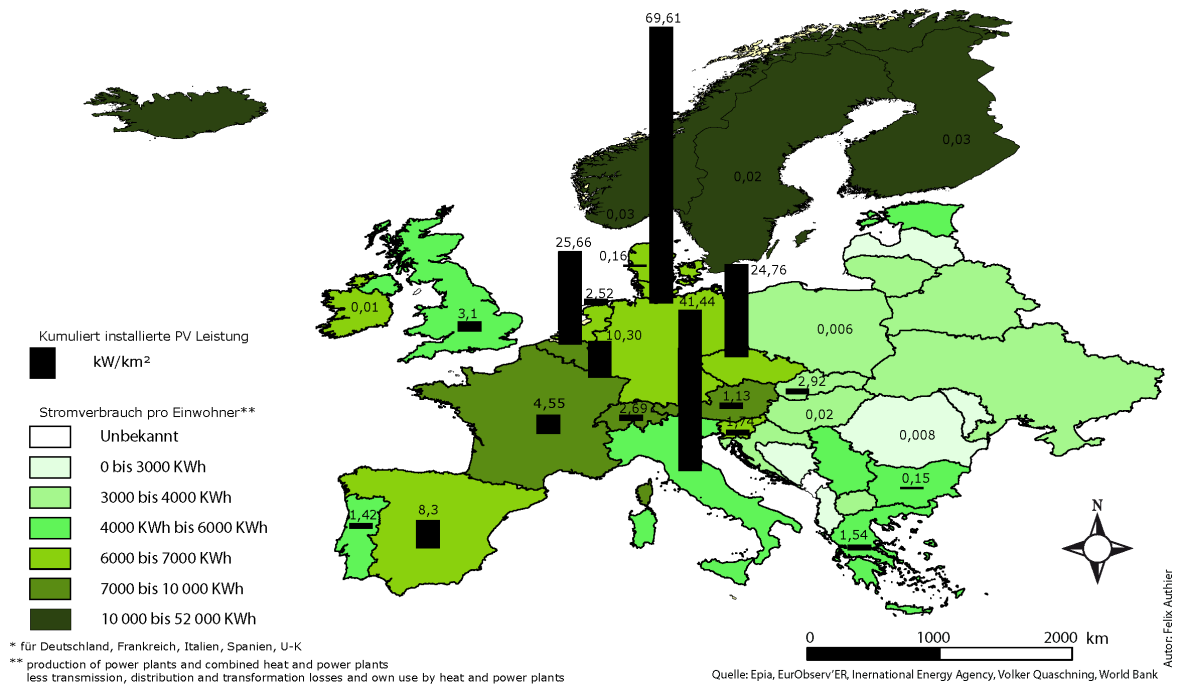 69,61
0,03
0,02
0,03
25,66
0,16
24,76
2,52
41,44
0,01
3,1
10,30
0,006
Kumuliert installierte PV Leistung
kW/km²
2,92
1,13
4,55
2,69
0,02
1,74
0,008
Stromverbrauch pro Einwohner**
Unbekannt
0 bis 3000 KWh
3000 bis 4000 KWh
4000 KWh bis 6000 KWh
6000 bis 7000 KWh
7000 bis 10 000 KWh
10 000 bis 52 000 KWh
0,15
1,42
8,3
1,54
N
* für Deutschland, Frankreich, Italien, Spanien, U-K
** production of power plants and combined heat and power plants
less transmission, distribution and transformation losses and own use by heat and power plants
0 1000 2000 km
Quelle: Epia, EurObserv'ER, Inernational Energy Agency, Volker Quaschning, World Bank
Autor: Felix Authier